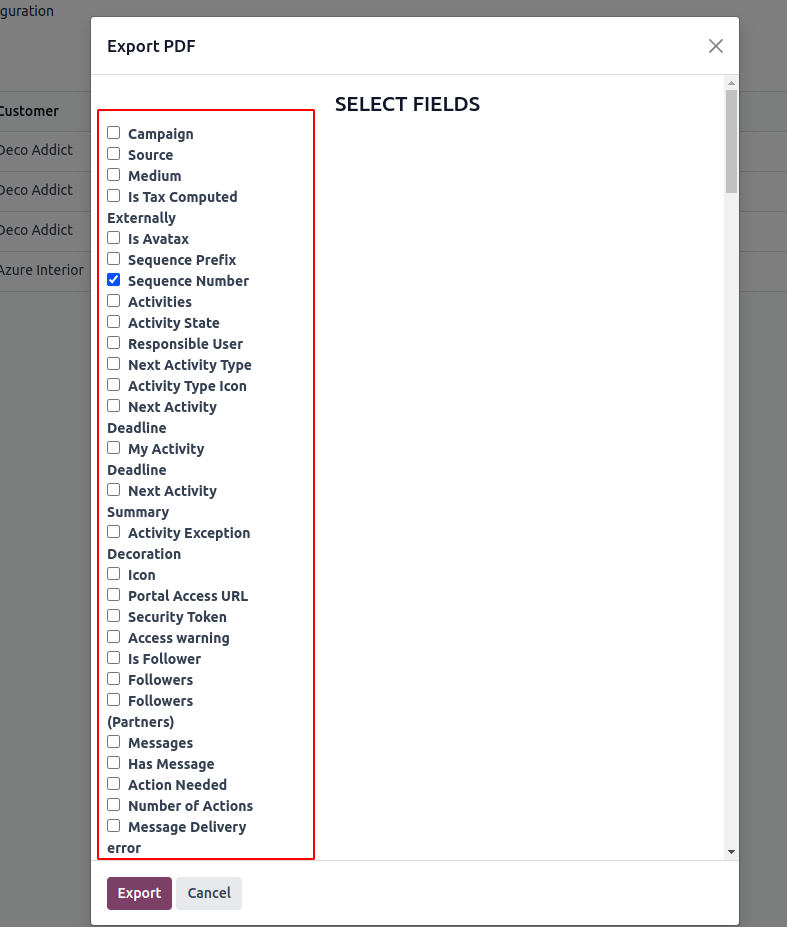 guration
Export PDF
Customer
SELECT FIELDS
Campaign
Deco Addict
Source
Medium
Deco Addict
Is Tax Computed
Externally
Deco Addict
Is Avatax
Sequence Prefix
Azure Interior
Sequence Number
Activities
Activity State
Responsible User
Next Activity Type
Activity Type Icon
Next Activity
Deadline
My Activity
Deadline
Next Activity
Summary
Activity Exception
Decoration
Icon
Portal Access URL
Security Token
Access warning
Is Follower
Followers
Followers
(Partners)
Messages
Has Message
Action Needed
Number of Actions
Message Delivery
error
Export Cancel